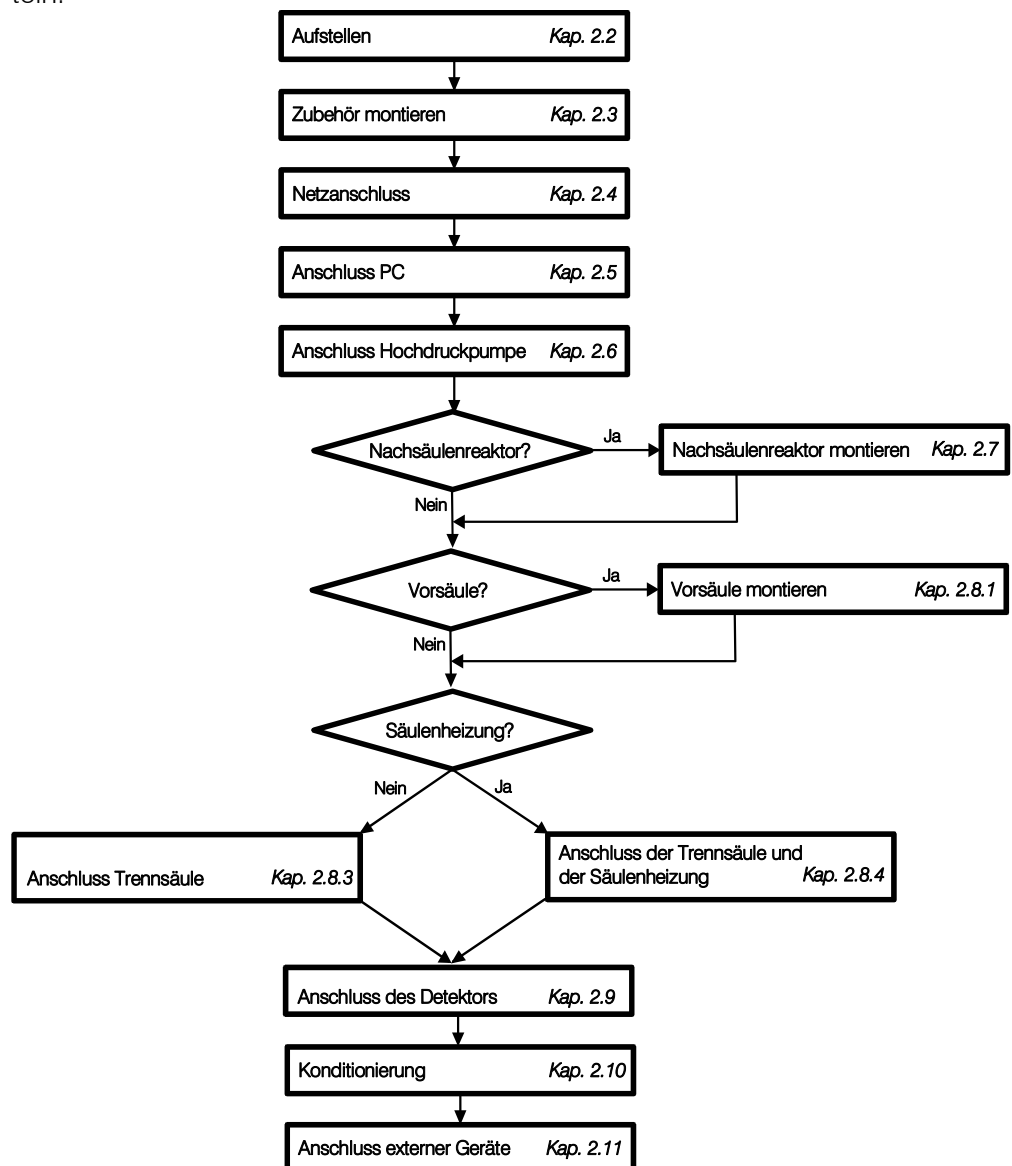 Aufstellen Kap. 2.2
Zubehör montieren Kap. 2.3
Netzanschluss Kap. 2.4
Anschluss PC Kap. 2.5
Anschluss Hochdruckpumpe Kap. 2.6
Nachsäulenreaktor?
Ja
Nachsäulenreaktor montieren Kap. 2.7
Nein
Vorsäule?
Ja
Vorsäule montieren Kap. 2.8.1
Nein
Säulenheizung?
Nein
Ja
Anschluss Trennsäule Kap. 2.8.3
Anschluss der Trennsäule und
der Säulenheizung Kap. 2.8.4
Anschluss des Detektors Kap. 2.9
Konditionierung Kap. 2.10
Anschluss externer Geräte Kap. 2.11